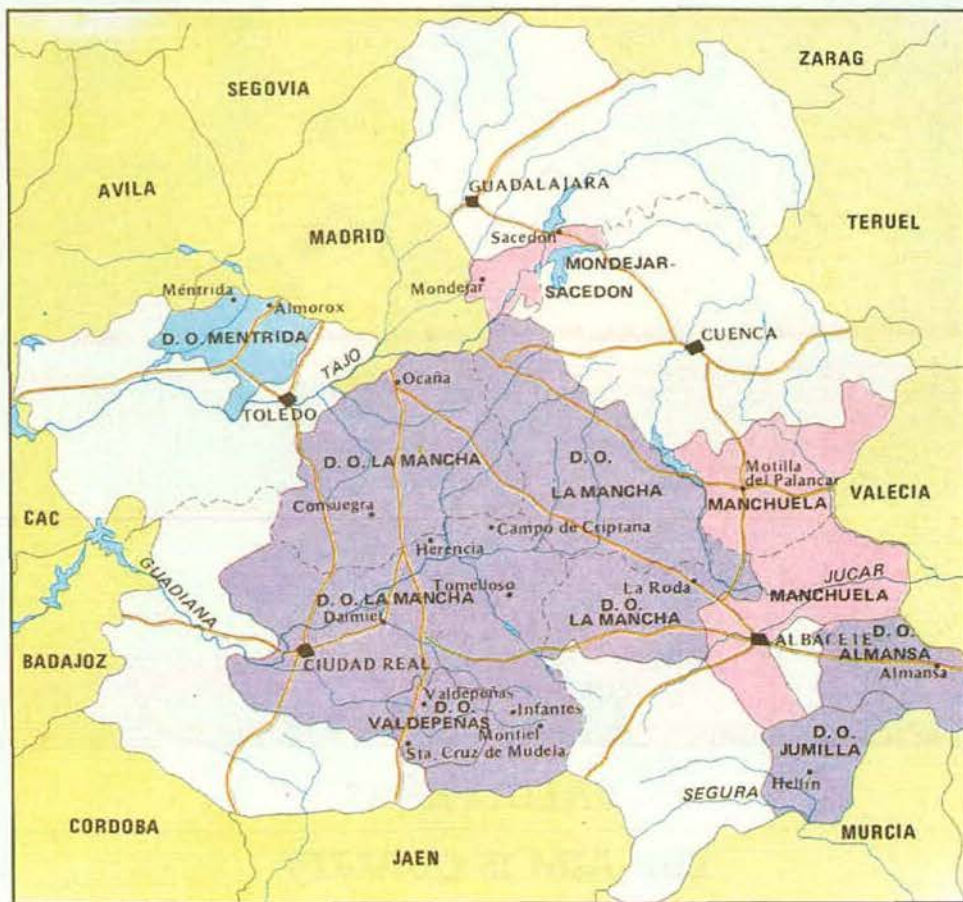 ZARAG
SEGOVIA
AVILA
GUADALAJARA
TERUEL
MADRID
Sacedón
MONDEJAR-
SACEDON
Mondejar
Méntrida
Almorox
D. O. MENTRIDA
CUENCA
TAJO
Ocaña
TOLEDO
D. O. LA MANCHA
D. O.
LA MANCHA
Motilla
del Palancar
MANCHUELA
VALECIA
Consuegra
CAC
Campo de Criptana
Herencia
GUADIANA
JUCAR
Tomelloso
La Roda
MANCHUELA
D. O. LA MANCHA
D. O.
LA MANCHA
Daimiel
ALBACETE
D. O.
ALMANSA
Almansa
BADAJOZ
CIUDAD REAL
Valdepeñas
D. O.
VALDEPEÑAS
Infantes
Montiel
Sta. Cruz de Mudela
D. O.
JUMILLA
Hellín
SEGURA
CORDOBA
MURCIA
JAEN